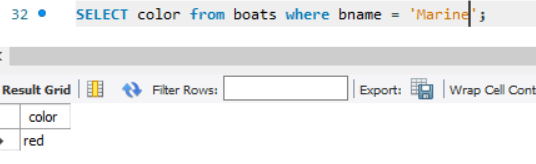 32 SELECT color from boats where bname = 'Marine';
Result Grid Filter Rows: Export: Wrap Cell Cont
color
red